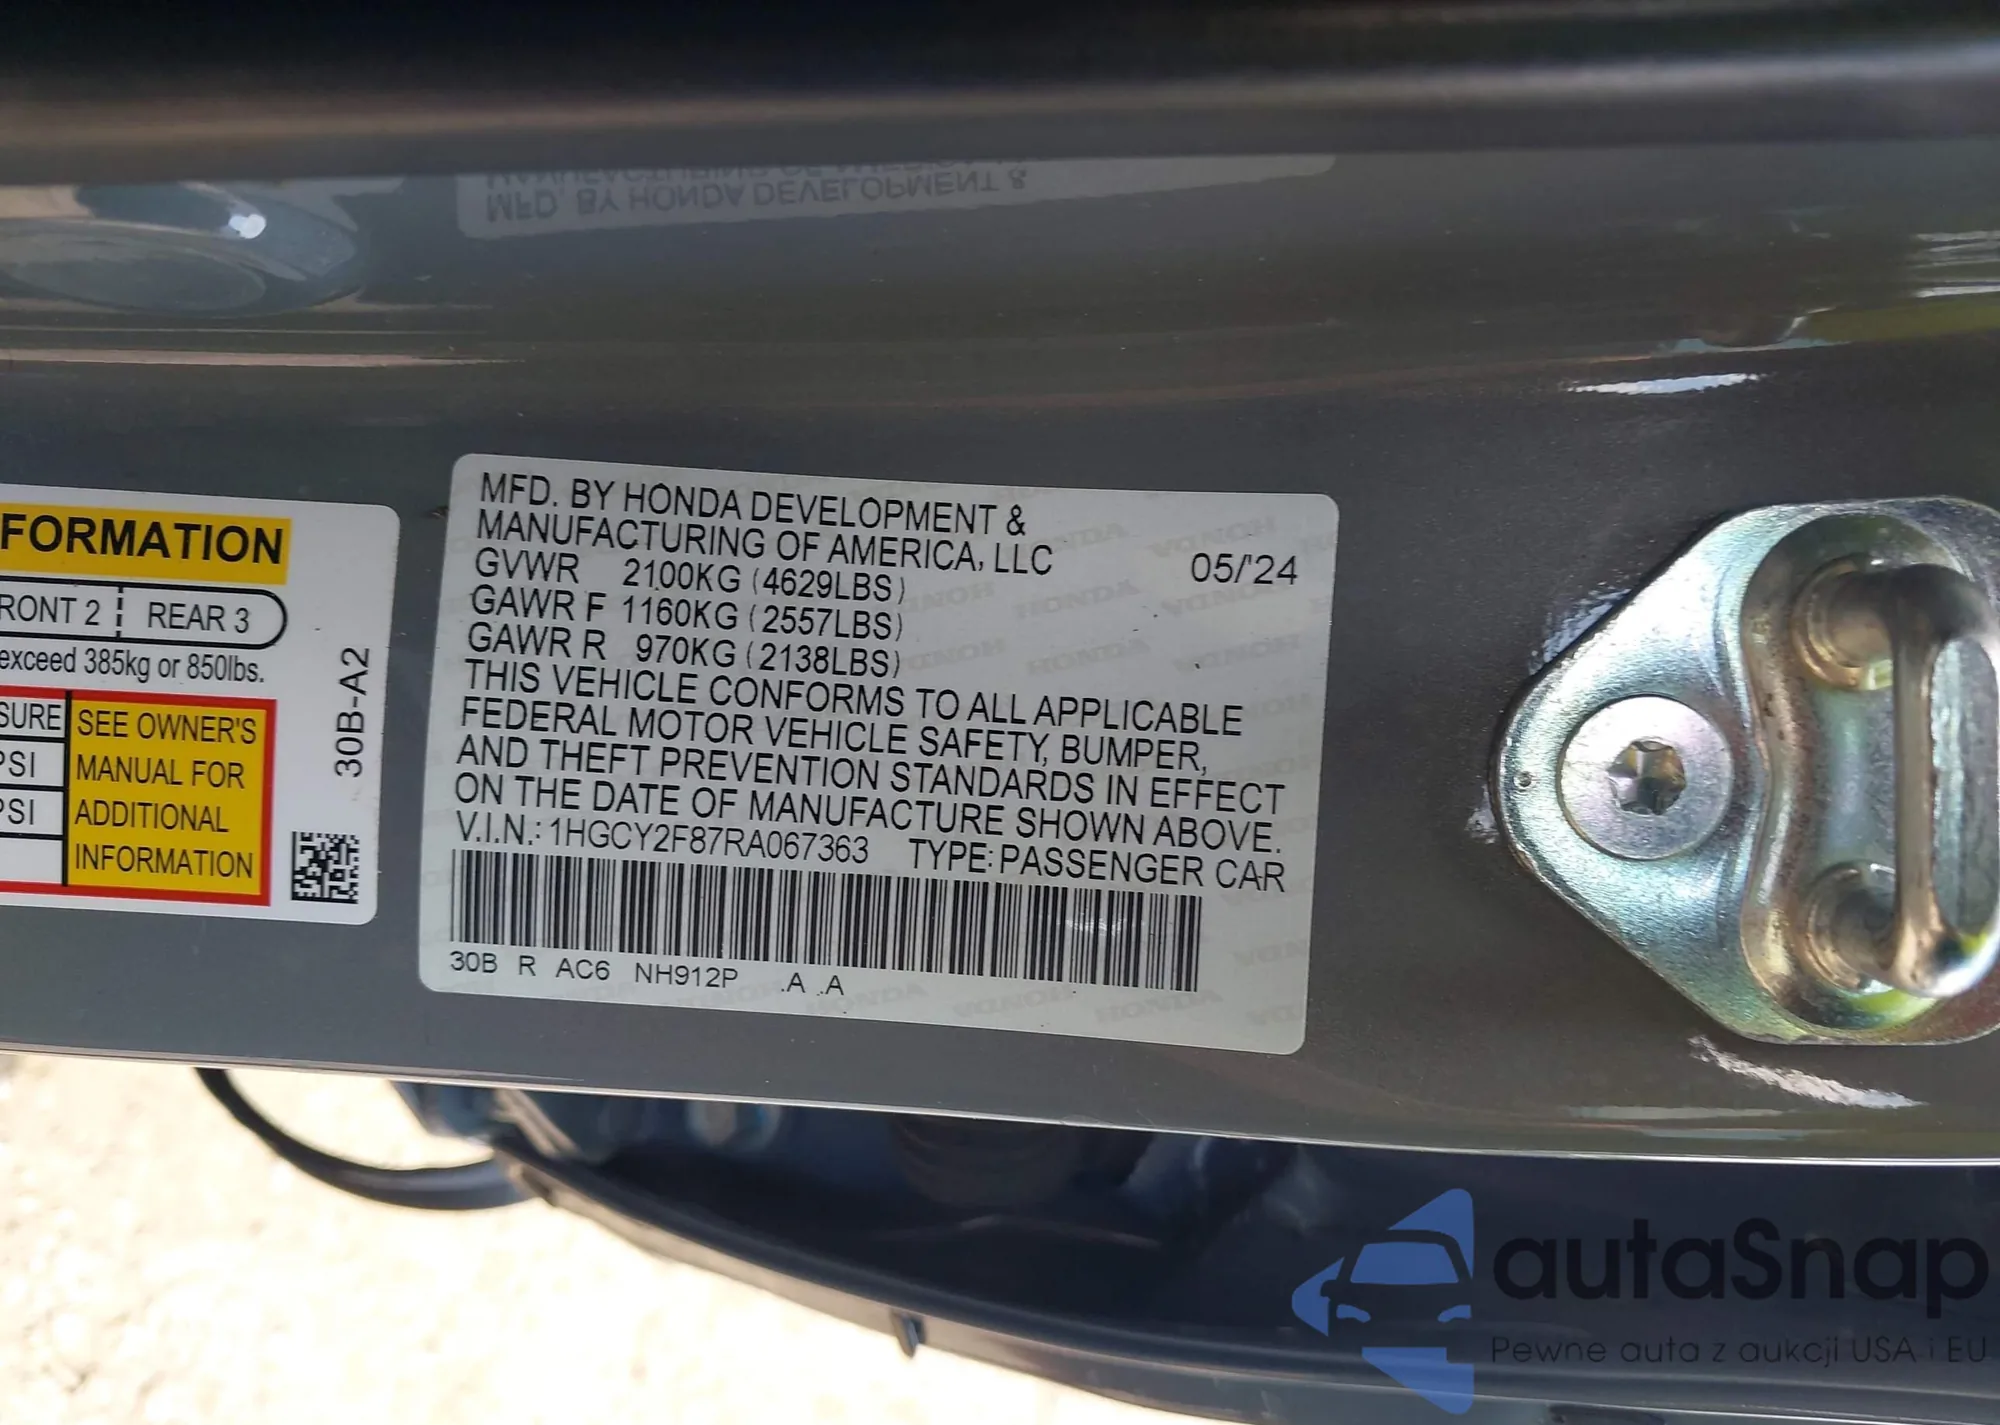 FORMATION
RONT 2 REAR 3
exceed 385kg or 850lbs.
SURE
PSI
PSI
SEE OWNER'S
MANUAL FOR
ADDITIONAL
INFORMATION
30B-A2
MFD. BY HONDA DEVELOPMENT &
MANUFACTURING OF AMERICA, LLC
05/'24
GVWR 2100KG (4629LBS)
GAWR F 1160KG (2557LBS)
GAWR R 970KG (2138LBS)
THIS VEHICLE CONFORMS TO ALL APPLICABLE
FEDERAL MOTOR VEHICLE SAFETY, BUMPER,
AND THEFT PREVENTION STANDARDS IN EFFECT
ON THE DATE OF MANUFACTURE SHOWN ABOVE.
V.I.N.: 1HGCY2F87RA067363 TYPE: PASSENGER CAR
30B R AC6 NH912P .A .A
autaSnap
Pewne auta z aukcji USA i EU